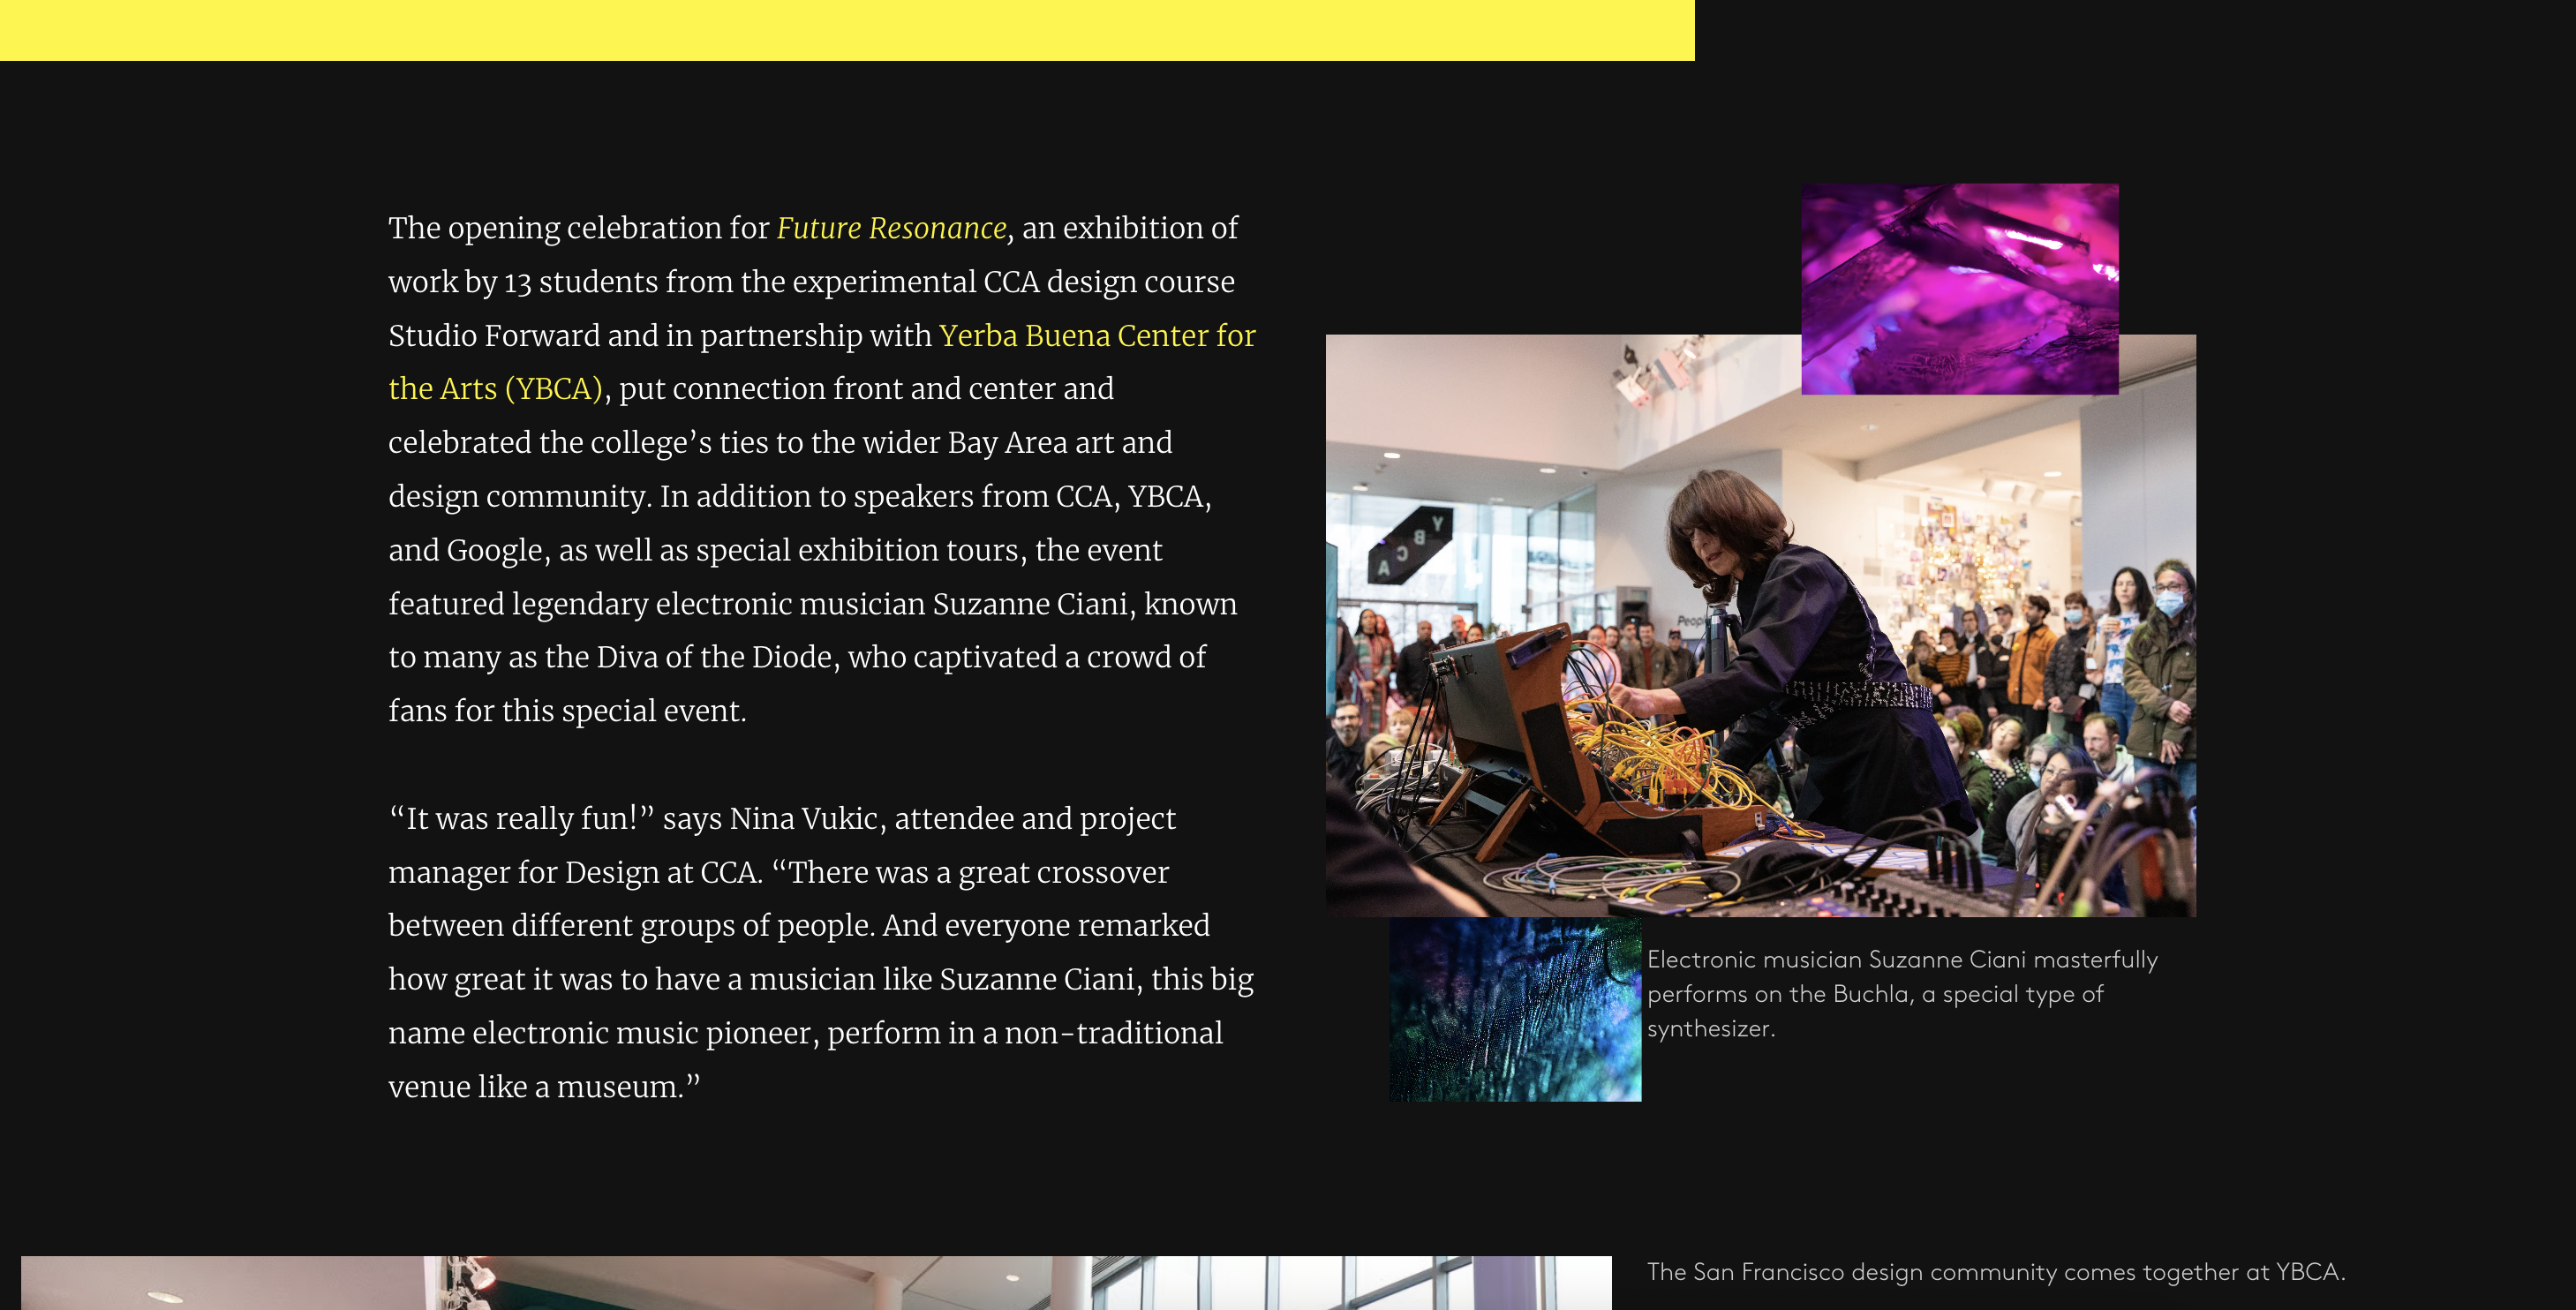 The opening celebration for Future Resonance, an exhibition of
work by 13 students from the experimental CCA design course
Studio Forward and in partnership with Yerba Buena Center for
the Arts (YBCA), put connection front and center and
celebrated the college’s ties to the wider Bay Area art and
design community. In addition to speakers from CCA, YBCA,
and Google, as well as special exhibition tours, the event
featured legendary electronic musician Suzanne Ciani, known
to many as the Diva of the Diode, who captivated a crowd of
fans for this special event.
“It was really fun!” says Nina Vukic, attendee and project
manager for Design at CCA. “There was a great crossover
between different groups of people. And everyone remarked
how great it was to have a musician like Suzanne Ciani, this big
name electronic music pioneer, perform in a non-traditional
venue like a museum.”
Y
B
C
A
Electronic musician Suzanne Ciani masterfully
performs on the Buchla, a special type of
synthesizer.
The San Francisco design community comes together at YBCA.